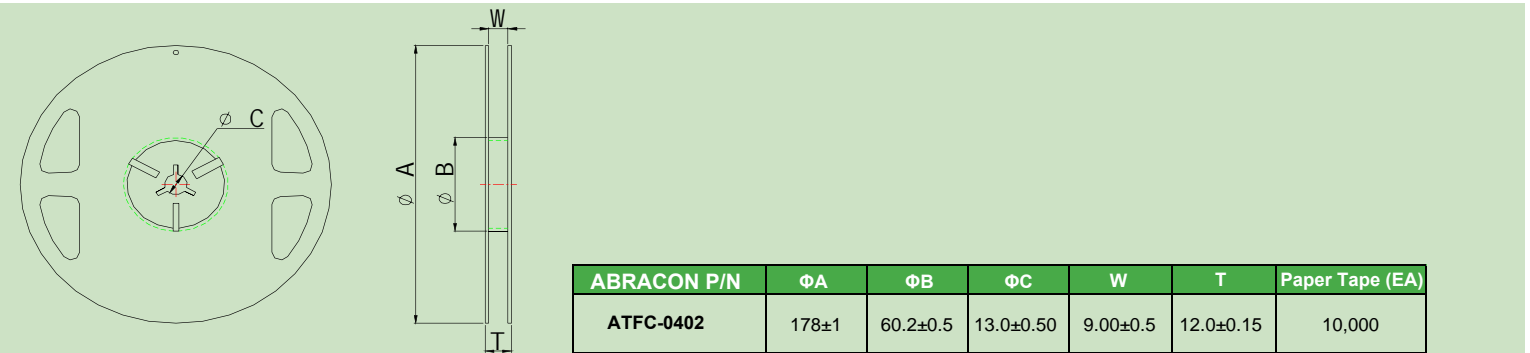 W
⌀ C
⌀ A
⌀ B
T
ABRACON P/N ΦA ΦB ΦC W T Paper Tape (EA)
ATFC-0402 178±1 60.2±0.5 13.0±0.50 9.00±0.5 12.0±0.15 10,000